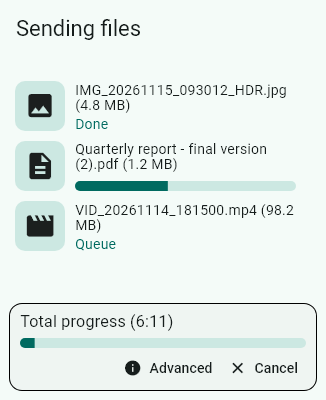 Sending files
IMG_20261115_093012_HDR.jpg
(4.8 MB)
Done
Quarterly report - final version
(2).pdf (1.2 MB)
VID_20261114_181500.mp4 (98.2
MB)
Queue
Total progress (6:11)
Advanced
Cancel